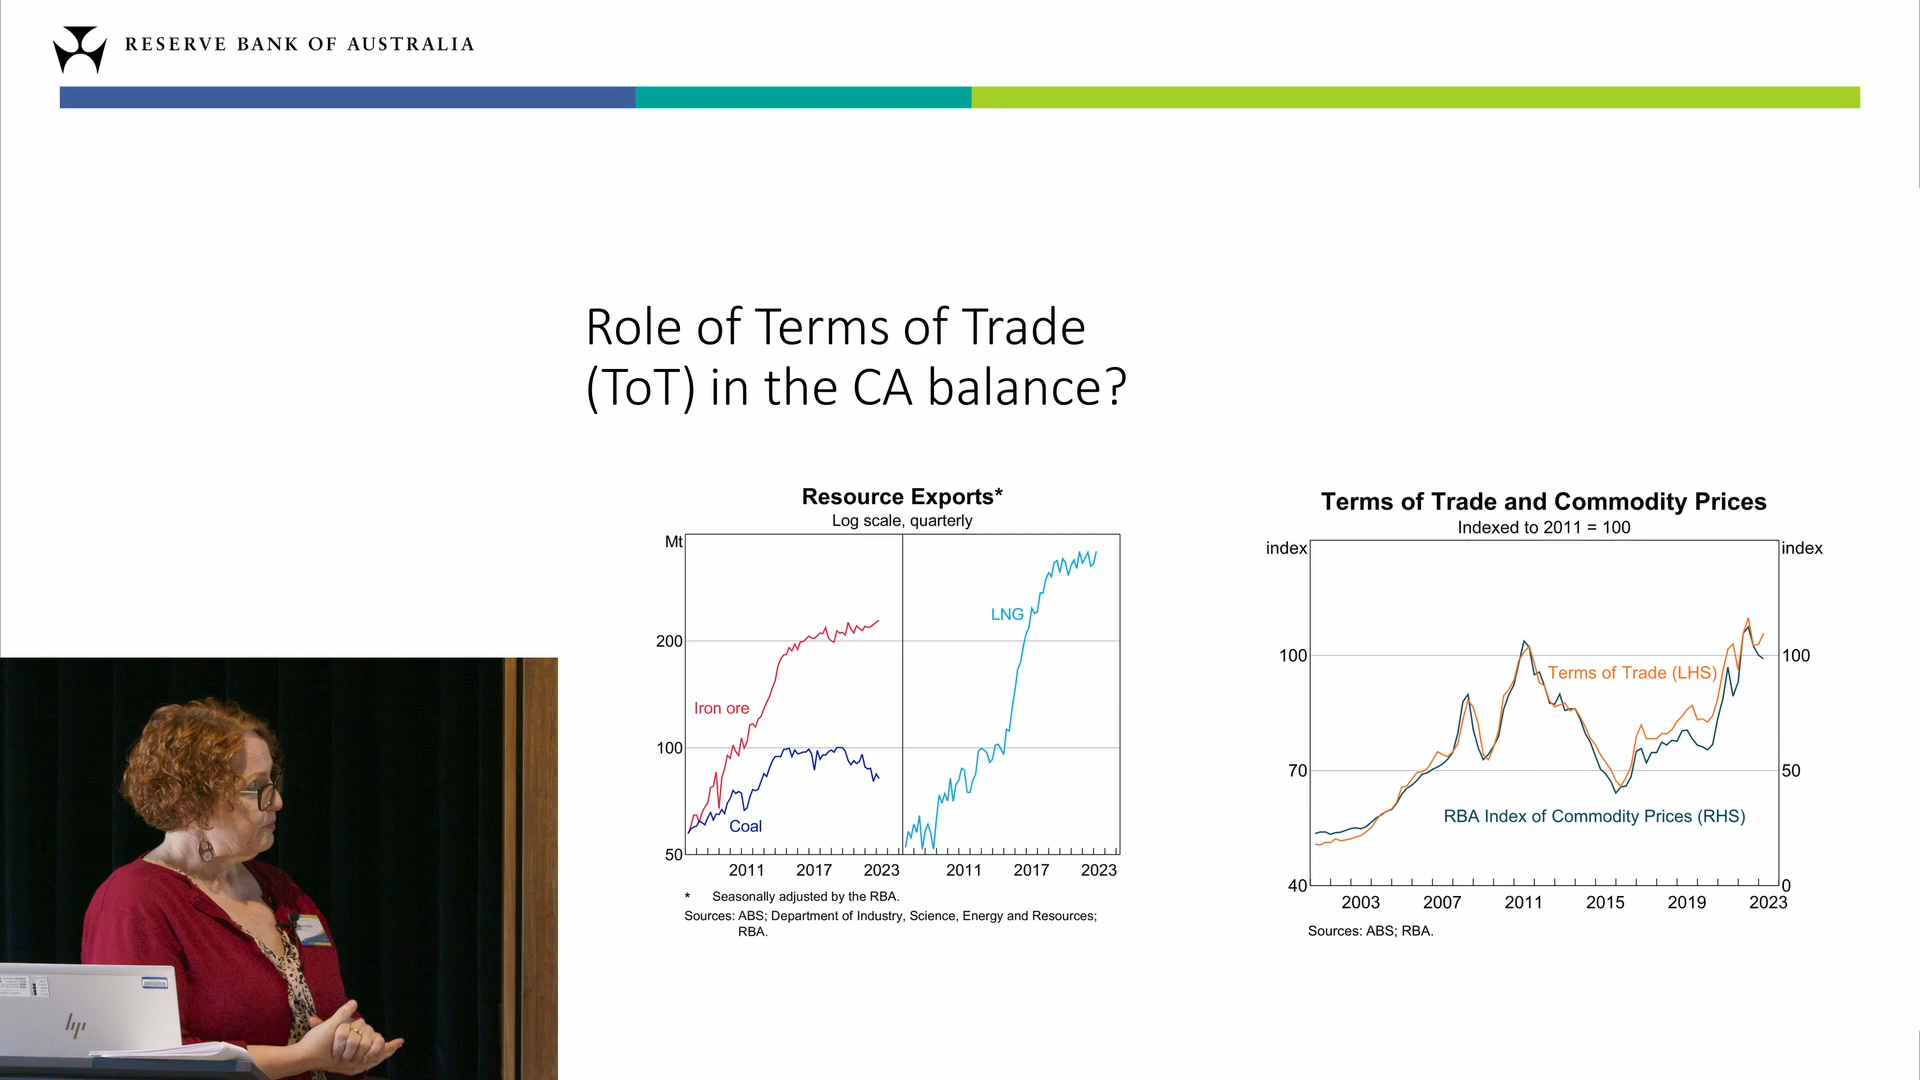 RESERVE BANK OF AUSTRALIA
Role of Terms of Trade
(ToT) in the CA balance?
Resource Exports*
Log scale, quarterly
Mt
LNG
200
Iron ore
100
Coal
50
2011 2017 2023 2011 2017 2023
* Seasonally adjusted by the RBA.
Sources: ABS; Department of Industry, Science, Energy and Resources;
RBA.
Terms of Trade and Commodity Prices
Indexed to 2011 = 100
index index
100 100
Terms of Trade (LHS)
70 50
RBA Index of Commodity Prices (RHS)
40 0
2003 2007 2011 2015 2019 2023
Sources: ABS; RBA.
hp